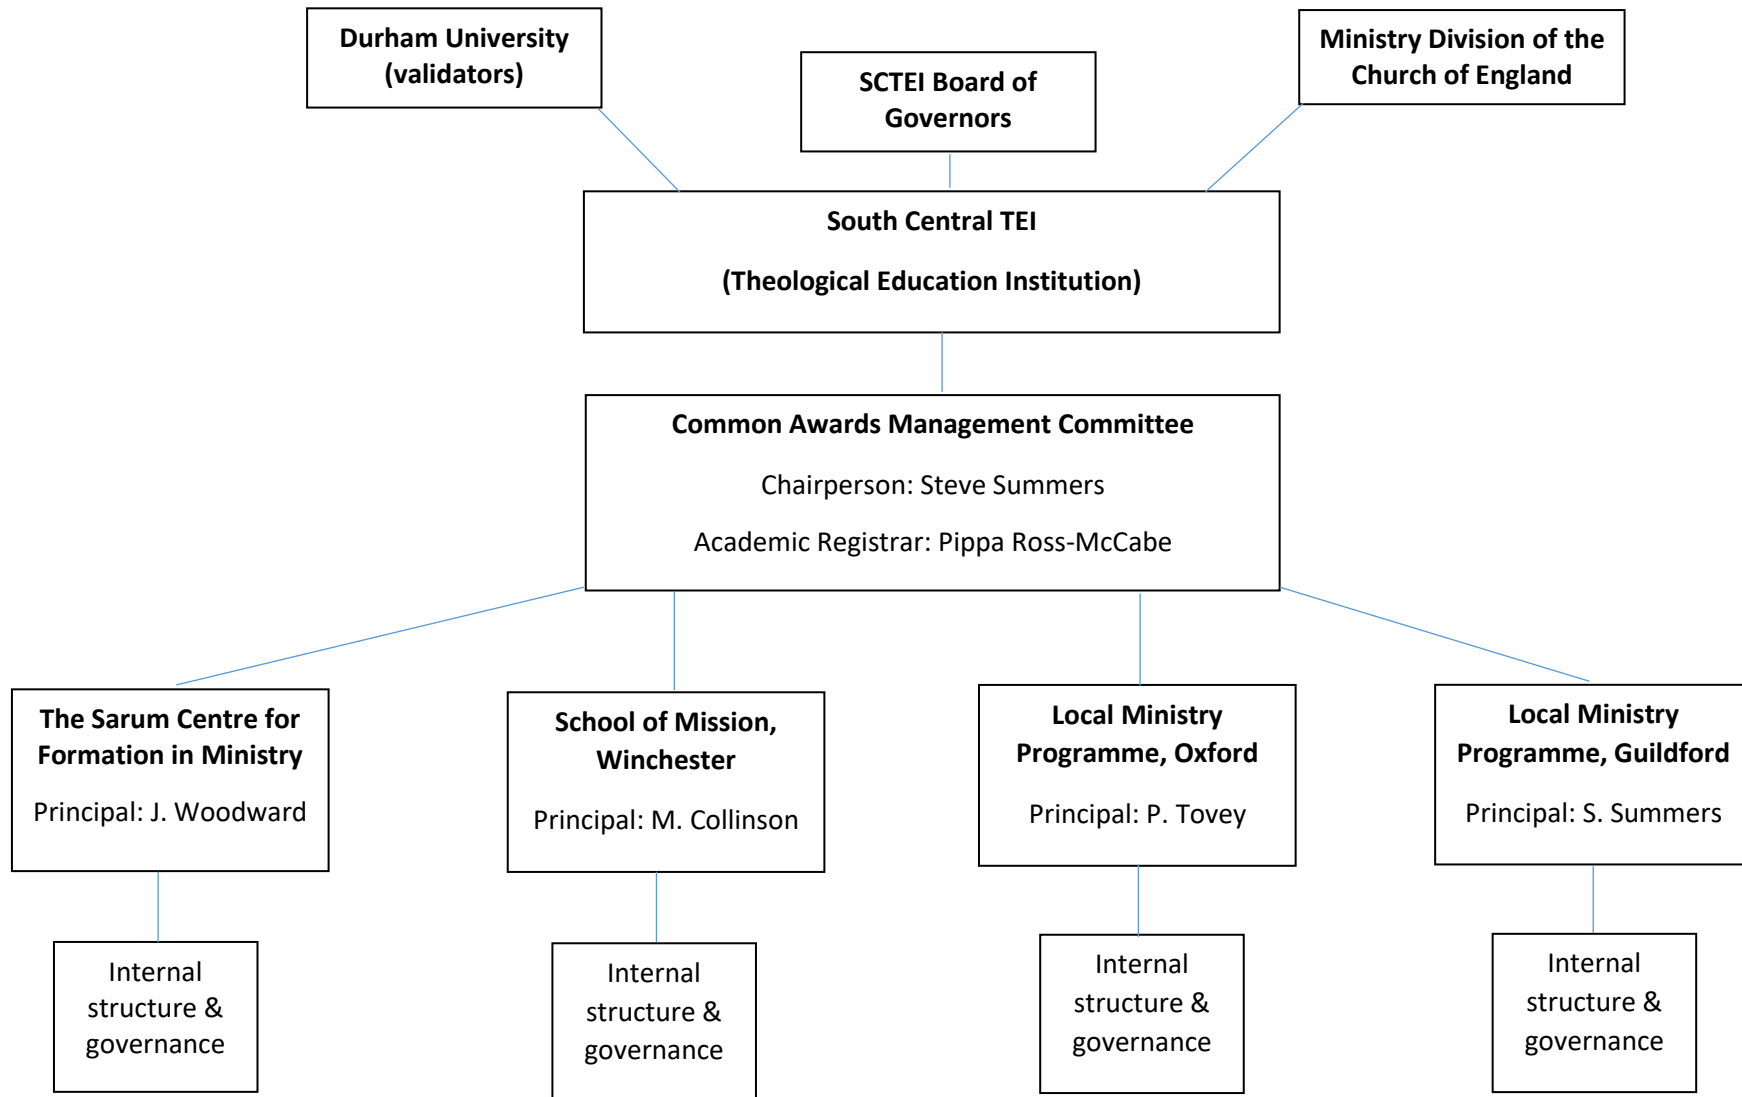 Durham University
(validators)
SCTEI Board of
Governors
Ministry Division of the
Church of England
South Central TEI
(Theological Education Institution)
Common Awards Management Committee
Chairperson: Steve Summers
Academic Registrar: Pippa Ross-McCabe
The Sarum Centre for
Formation in Ministry
Principal: J. Woodward
School of Mission,
Winchester
Principal: M. Collinson
Local Ministry
Programme, Oxford
Principal: P. Tovey
Local Ministry
Programme, Guildford
Principal: S. Summers
Internal
structure &
governance
Internal
structure &
governance
Internal
structure &
governance
Internal
structure &
governance